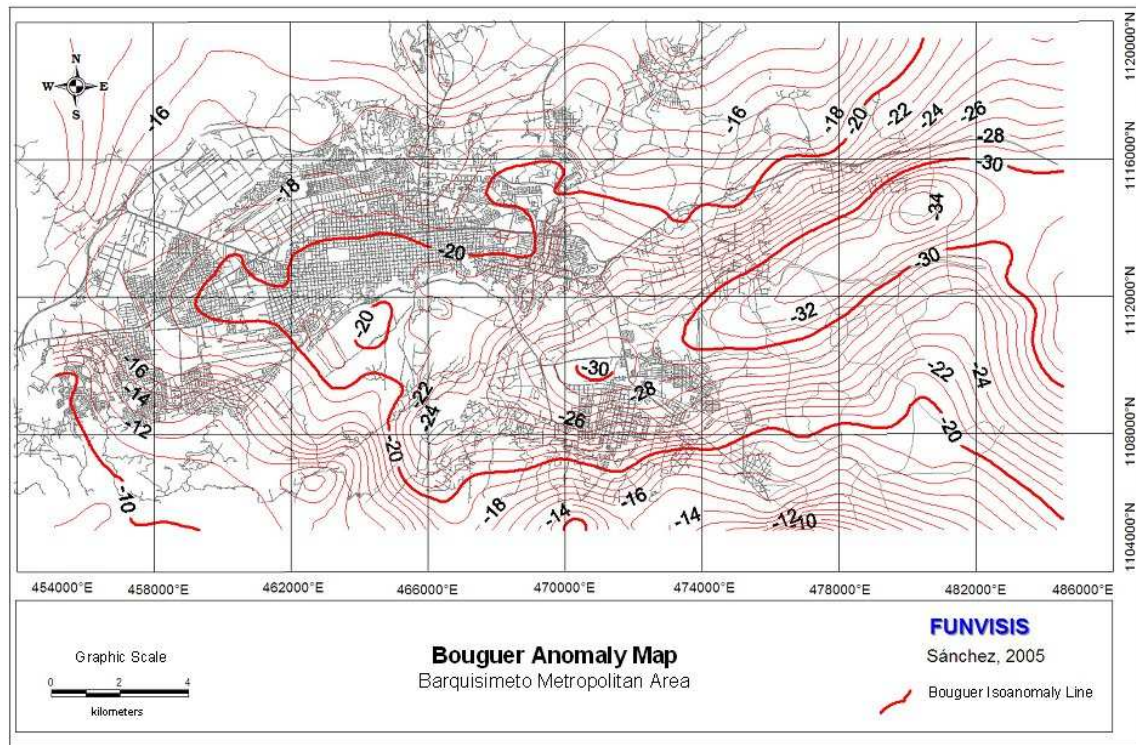 N
W E
S
-16
-16
-18
-20
-22
-24
-26
-28
-30
-34
-18
-20
-30
-32
-20
-16
-14
-12
-10
-22
-24
-20
-30
-28
-26
-22
-24
-20
-18
-16
-14
-14
-12
-10
1120000°N
1116000°N
1112000°N
1108000°N
1104000°N
454000°E 458000°E 462000°E 466000°E 470000°E 474000°E 478000°E 482000°E 486000°E
Graphic Scale
0 2 4
kilometers
Bouguer Anomaly Map
Barquisimeto Metropolitan Area
FUNVISIS
Sánchez, 2005
Bouguer Isoanomaly Line